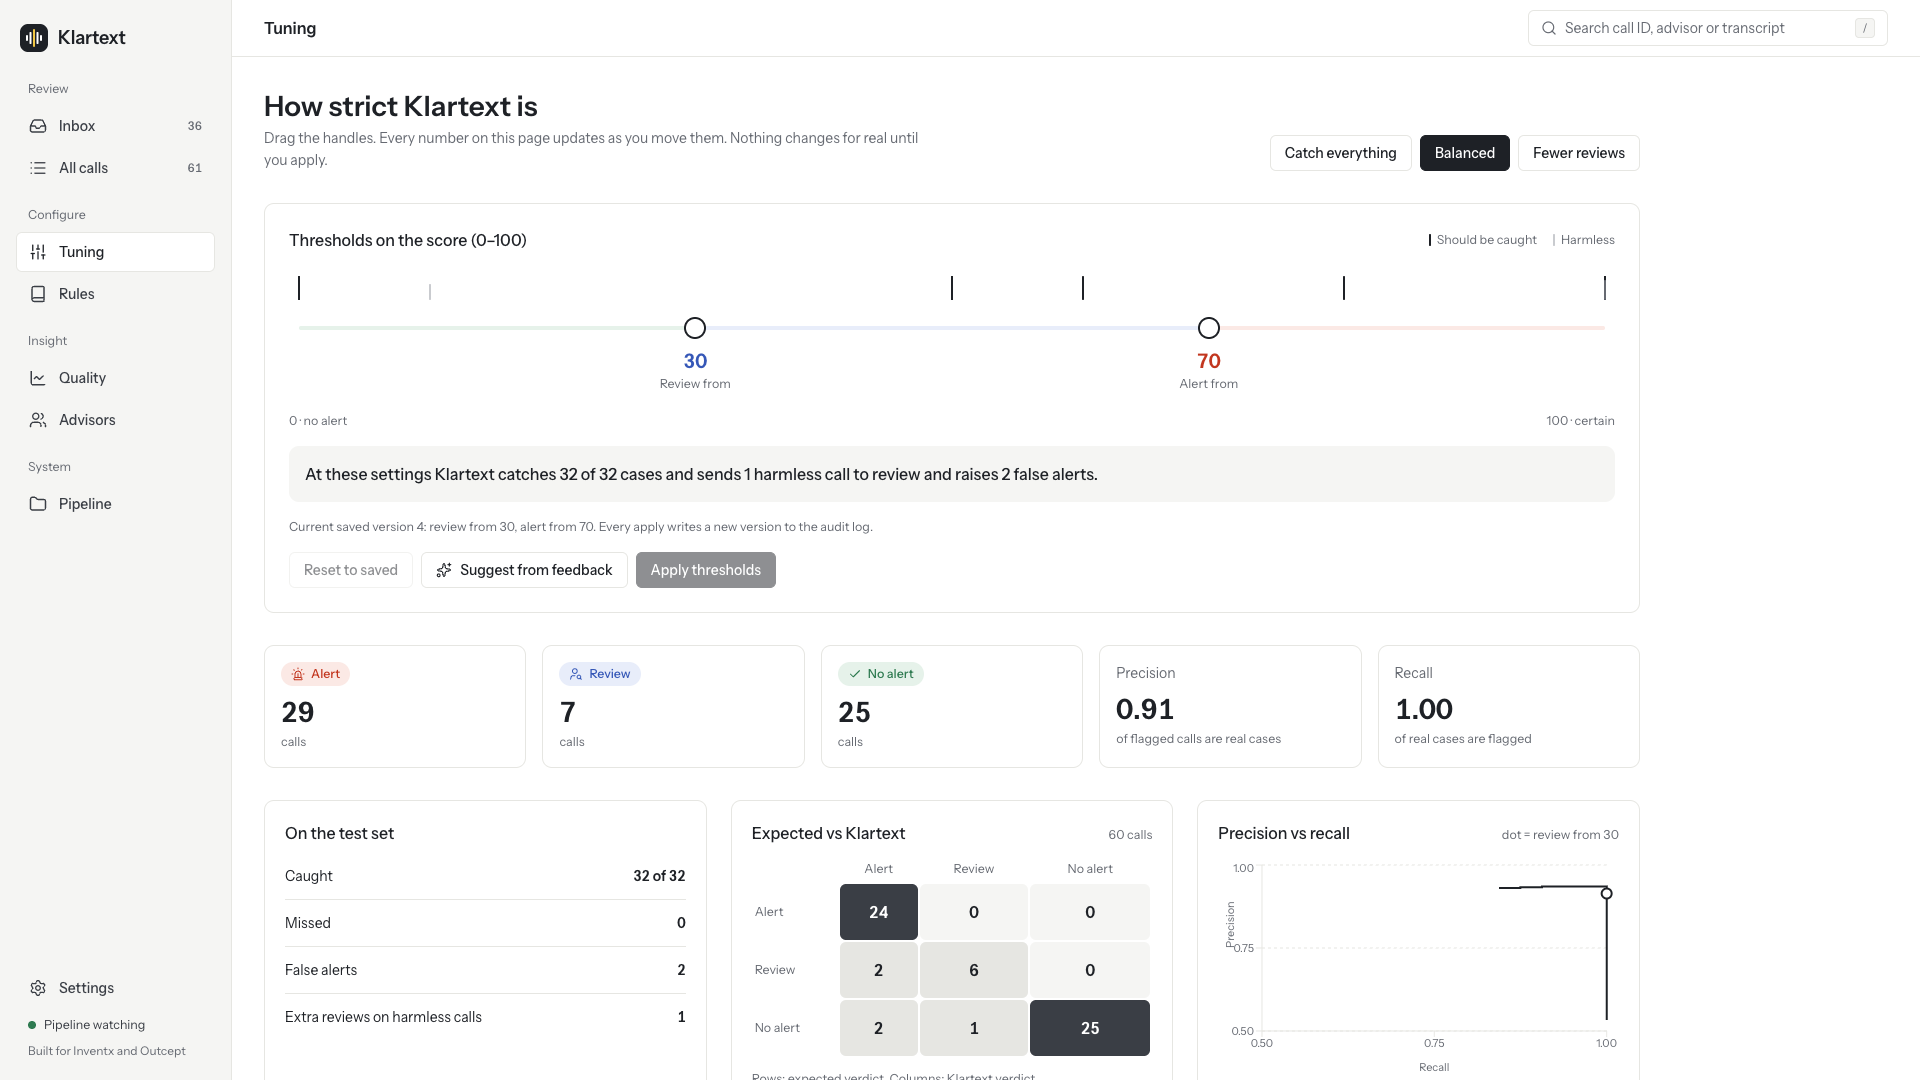 Klartext
Tuning
Search call ID, advisor or transcript
/
Review
Inbox 36
All calls 61
Configure
Tuning
Rules
Insight
Quality
Advisors
System
Pipeline
Settings
Pipeline watching
Built for Inventx and Outcept
How strict Klartext is
Drag the handles. Every number on this page updates as you move them. Nothing changes for real until
you apply.
Catch everything
Balanced
Fewer reviews
Thresholds on the score (0–100)
Should be caught
Harmless
30
Review from
70
Alert from
0 · no alert
100 · certain
At these settings Klartext catches 32 of 32 cases and sends 1 harmless call to review and raises 2 false alerts.
Current saved version 4: review from 30, alert from 70. Every apply writes a new version to the audit log.
Reset to saved
Suggest from feedback
Apply thresholds
Alert
29
calls
Review
7
calls
No alert
25
calls
Precision
0.91
of flagged calls are real cases
Recall
1.00
of real cases are flagged
On the test set
Caught 32 of 32
Missed 0
False alerts 2
Extra reviews on harmless calls 1
Expected vs Klartext
60 calls
Alert Review No alert
Alert 24 0 0
Review 2 6 0
No alert 2 1 25
Rows: expected verdict. Columns: Klartext verdict
Precision vs recall
dot = review from 30
1.00
Precision
0.75
0.50
0.50 0.75 1.00
Recall